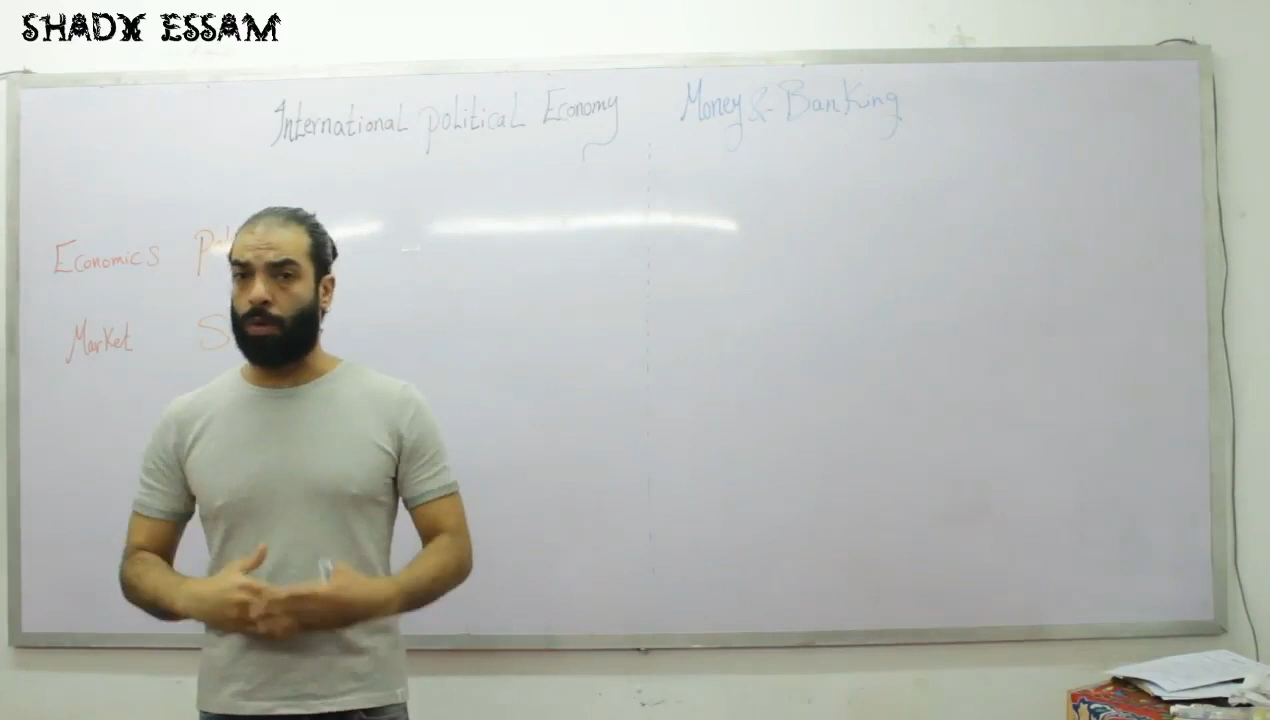 SHADY ESSAM
International political Economy
Money & Banking
Economics
Market